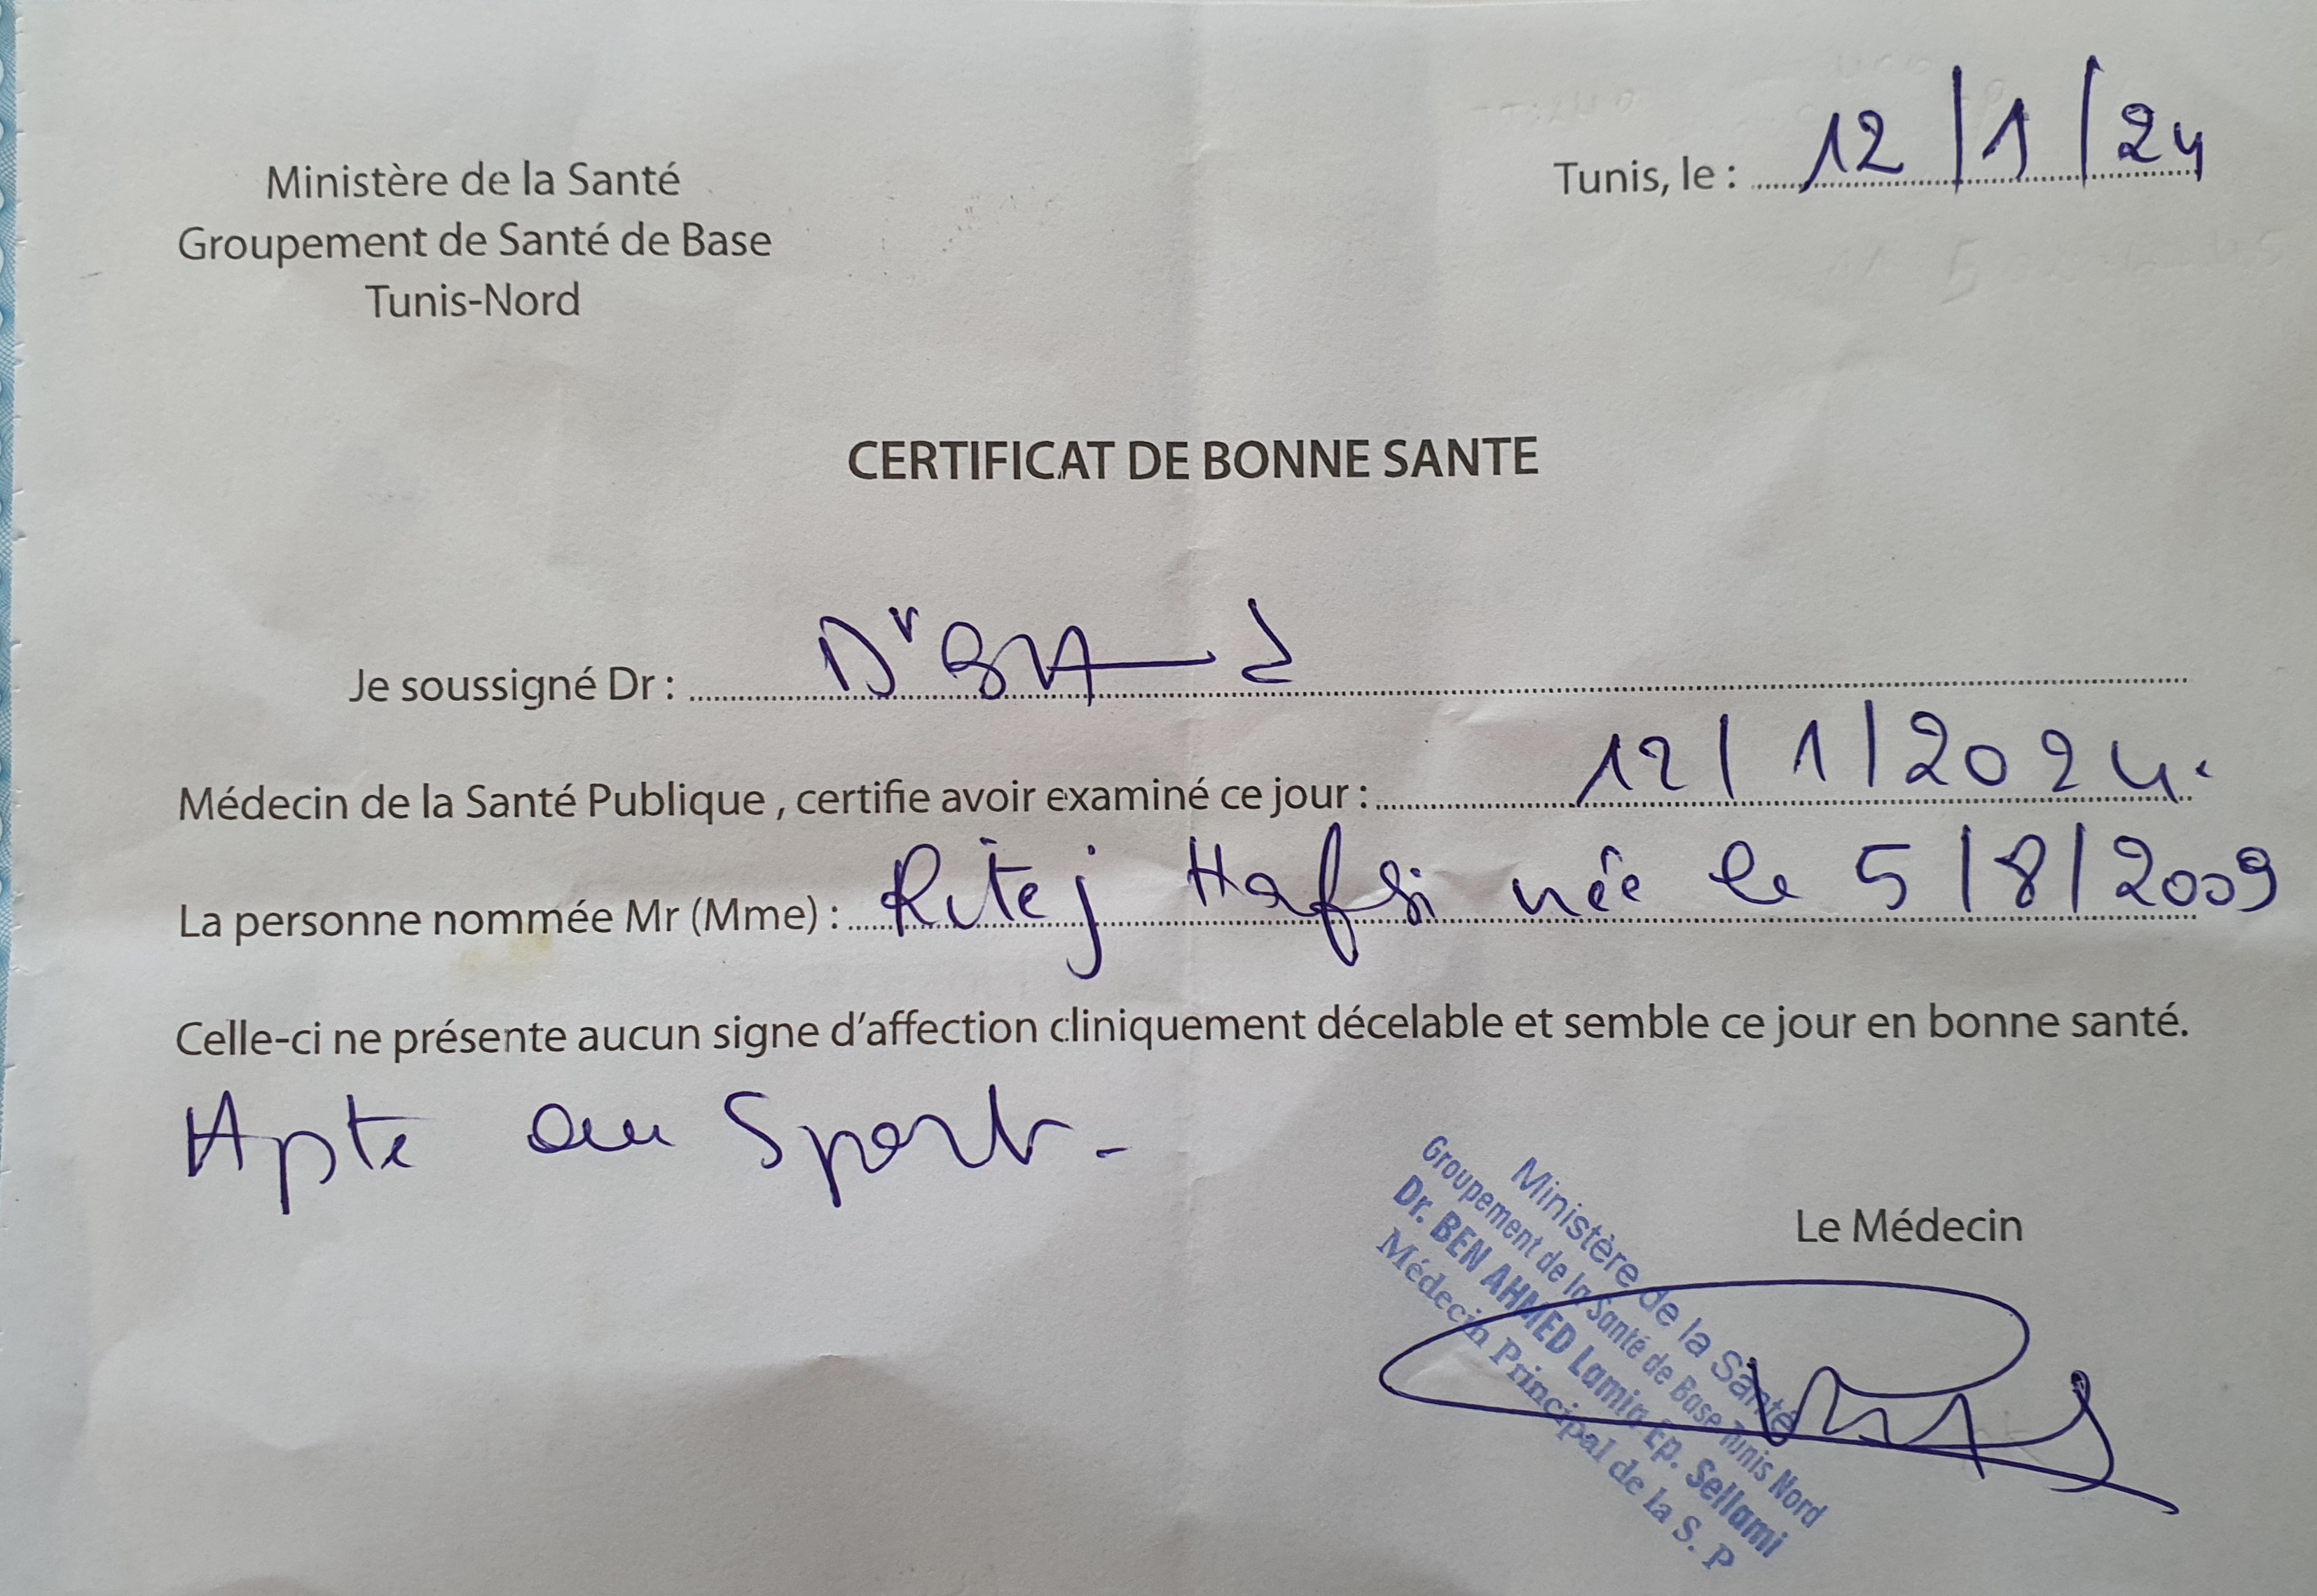 Ministère de la Santé
Groupement de Santé de Base
Tunis-Nord
Tunis, le : 12/1/24
CERTIFICAT DE BONNE SANTE
Je soussigné Dr : Dr
Médecin de la Santé Publique , certifie avoir examiné ce jour : 12/1/2024.
La personne nommée Mr (Mme) : Ritej Hafsi née le 5/8/2009
Celle-ci ne présente aucun signe d'affection cliniquement décelable et semble ce jour en bonne santé.
Apte au Sport-
Le Médecin
Ministère de la Santé
Groupement de la Santé de Base Tunis Nord
Dr. BEN AHMED Lamia Ep. Sellami
Médecin Principal de la S. P